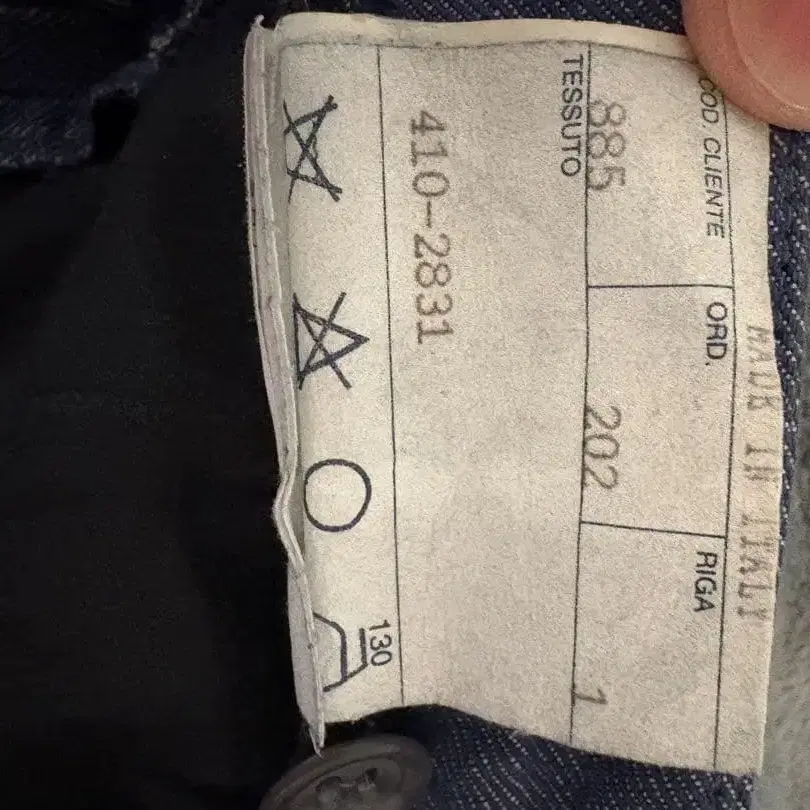 MADE IN ITALY
COD. CLIENTE ORD. RIGA
885 202 1
TESSUTO
410-2831
130